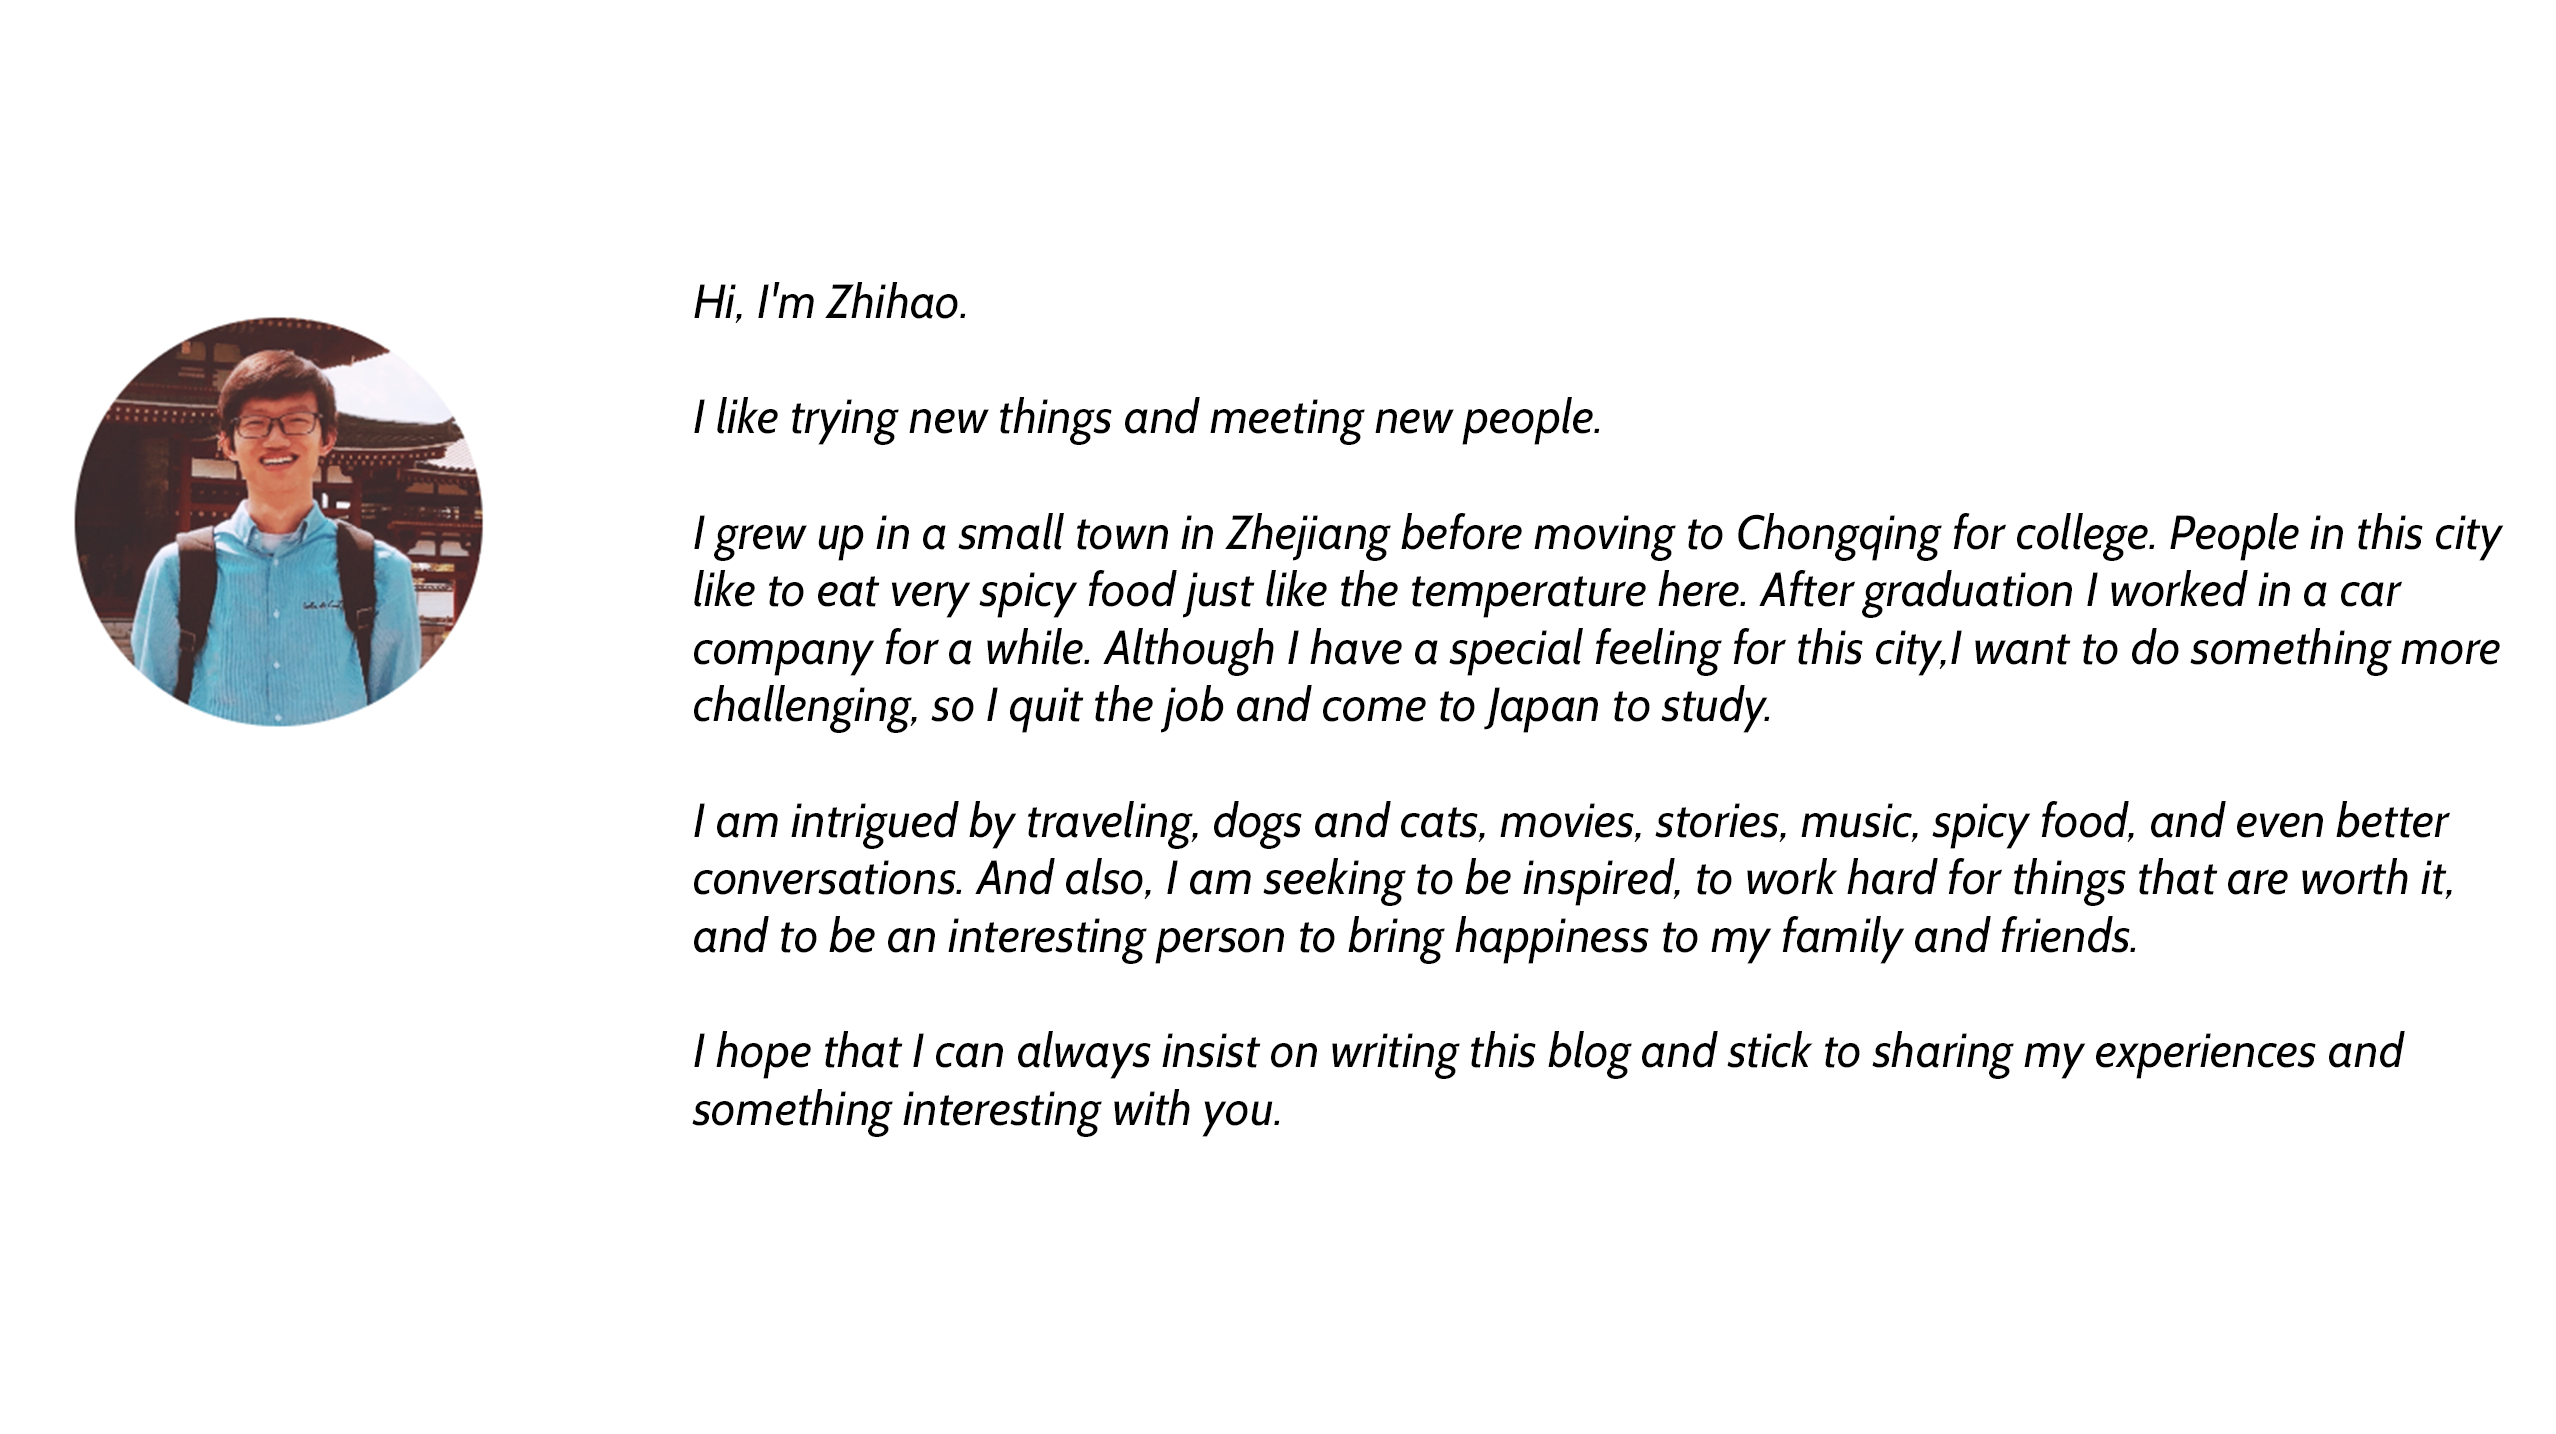 Hi, I'm Zhihao.
I like trying new things and meeting new people.
I grew up in a small town in Zhejiang before moving to Chongqing for college. People in this city
like to eat very spicy food just like the temperature here. After graduation I worked in a car
company for a while. Although I have a special feeling for this city,I want to do something more
challenging, so I quit the job and come to Japan to study.
I am intrigued by traveling, dogs and cats, movies, stories, music, spicy food, and even better
conversations. And also, I am seeking to be inspired, to work hard for things that are worth it,
and to be an interesting person to bring happiness to my family and friends.
I hope that I can always insist on writing this blog and stick to sharing my experiences and
something interesting with you.